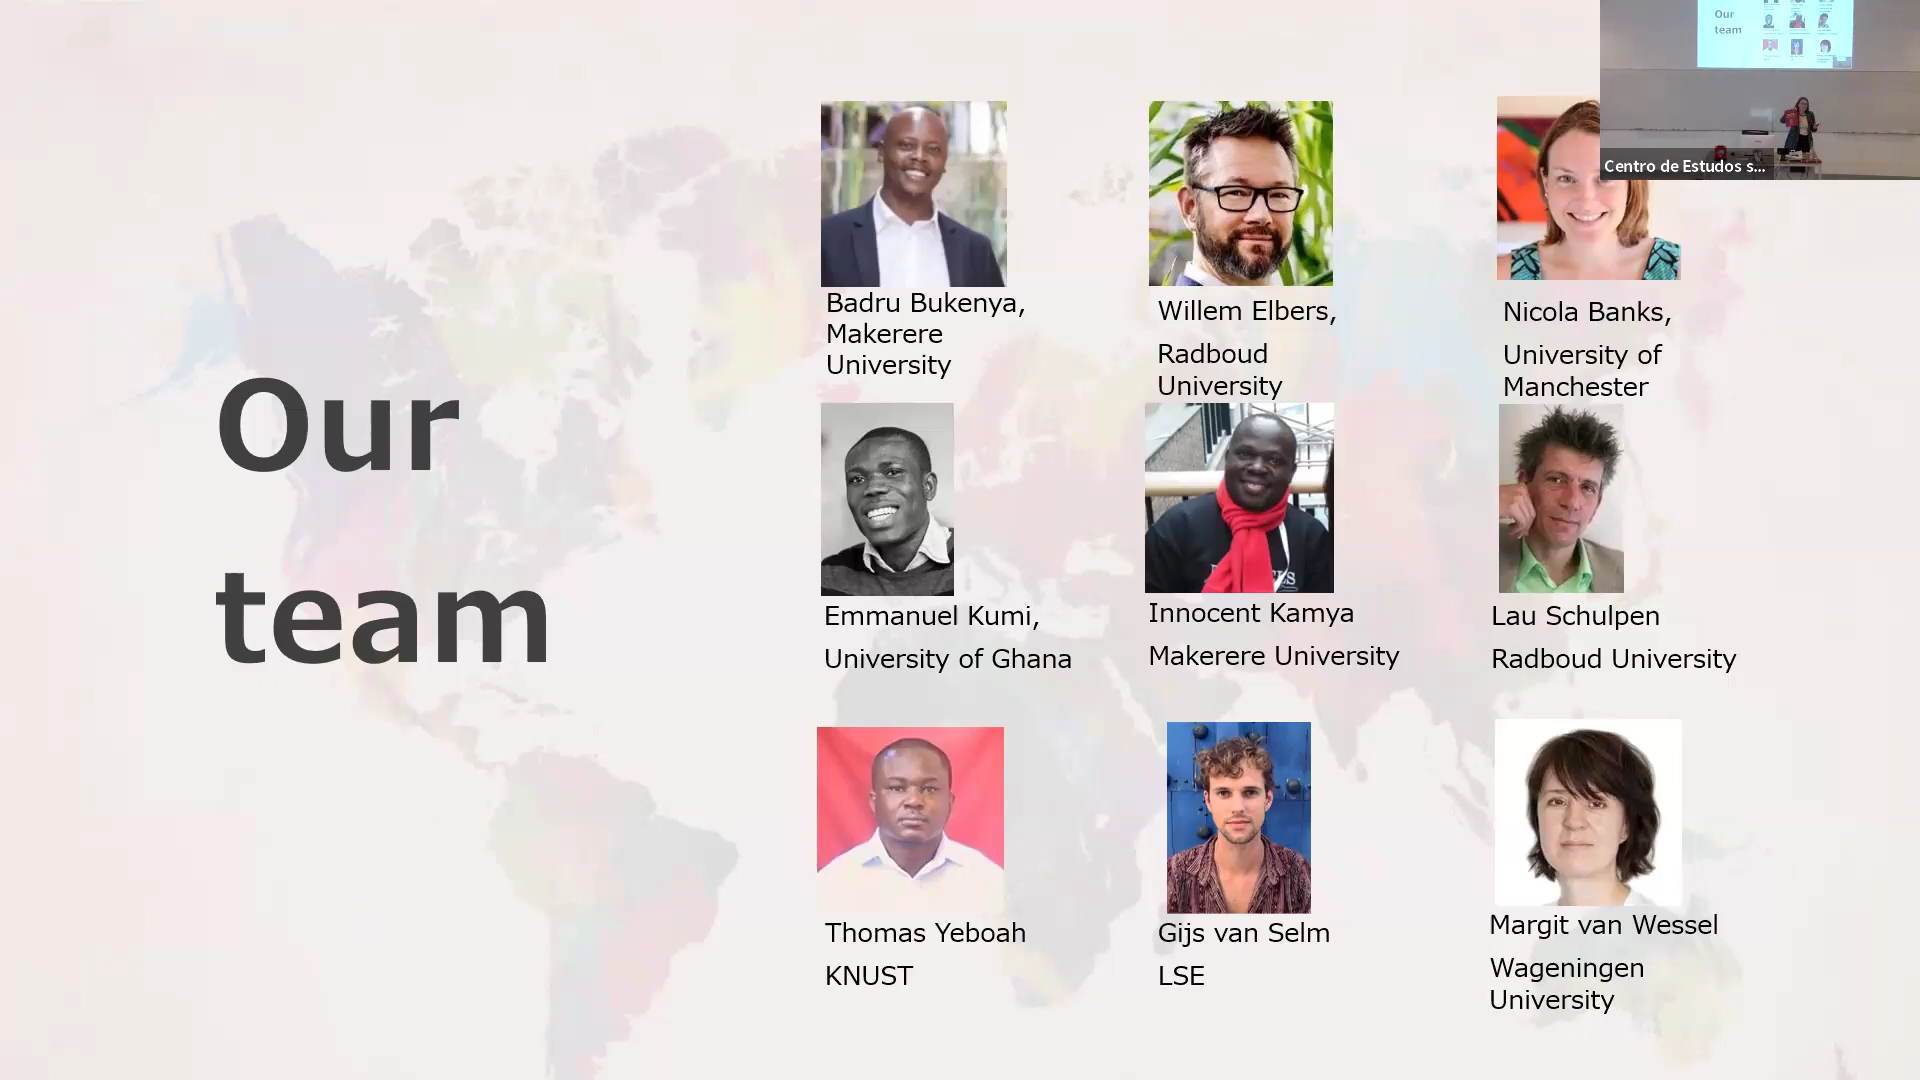 Our
team
Our
team
Centro de Estudos s...
Badru Bukenya,
Makerere
University
Willem Elbers,
Radboud
University
Nicola Banks,
University of
Manchester
Emmanuel Kumi,
University of Ghana
Innocent Kamya
Makerere University
Lau Schulpen
Radboud University
Thomas Yeboah
KNUST
Gijs van Selm
LSE
Margit van Wessel
Wageningen
University